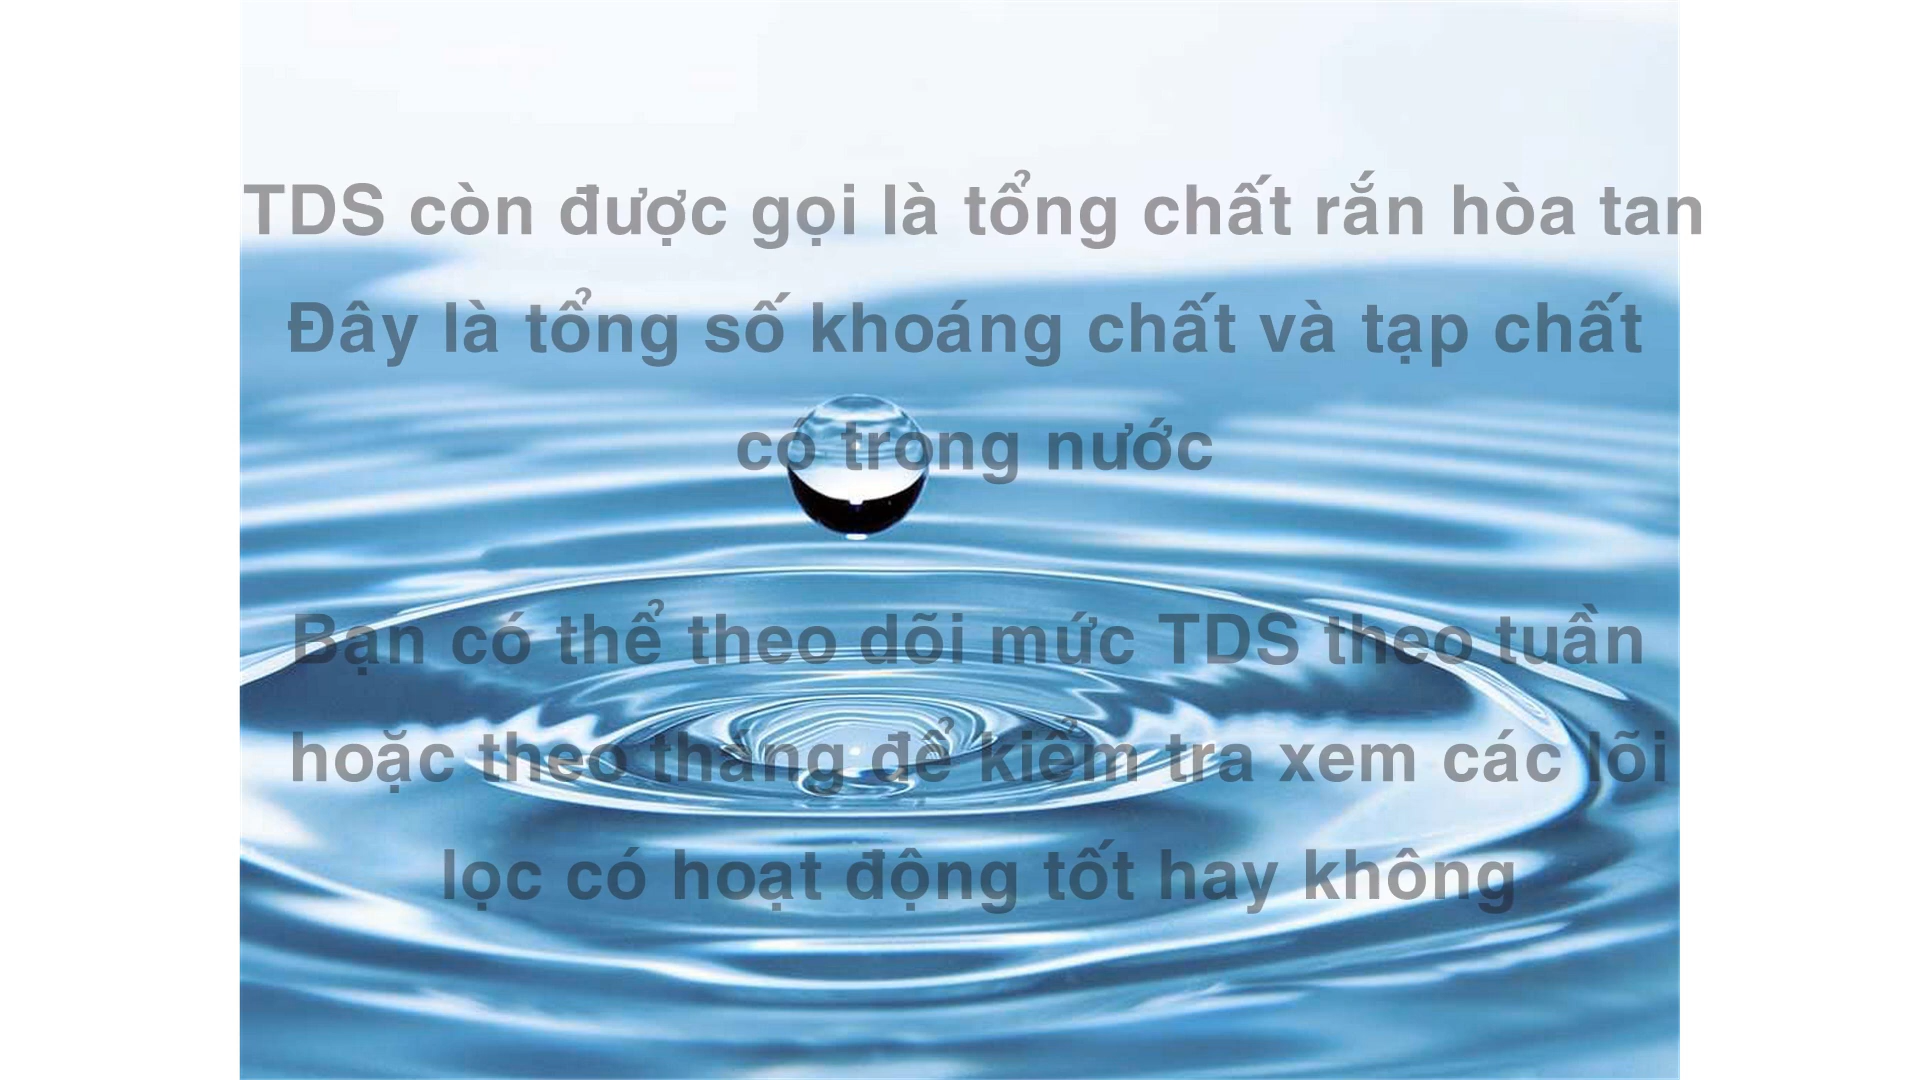 TDS còn được gọi là tổng chất rắn hòa tan
Đây là tổng số khoáng chất và tạp chất
có trong nước
Bạn có thể theo dõi mức TDS theo tuần
hoặc theo tháng để kiểm tra xem các lõi
lọc có hoạt động tốt hay không